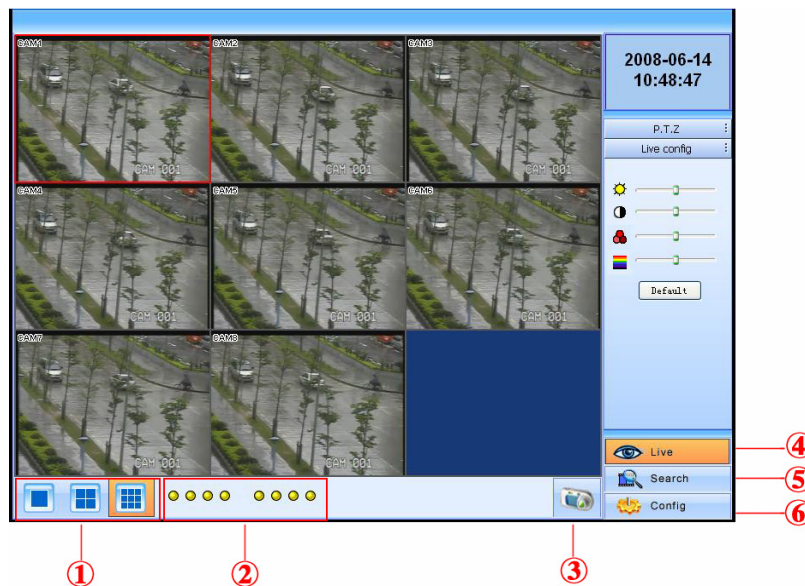 CAM1
CAM2
CAM3
2008-06-14
10:48:47
P.T.Z
Live config
CAM 001
CAM 001
CAM 001
CAM4
CAM5
CAM6
Default
CAM 001
CAM 001
CAM 001
CAM7
CAM8
CAM 001
CAM 001
Live
④
Search
⑤
Config
⑥
①
②
③